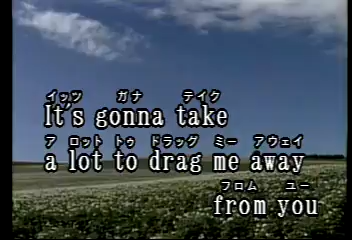 イッツ ガナ テイク
It's gonna take
ア ロット トゥ ドラッグ ミー アウェイ
a lot to drag me away
フロム ユー
from you